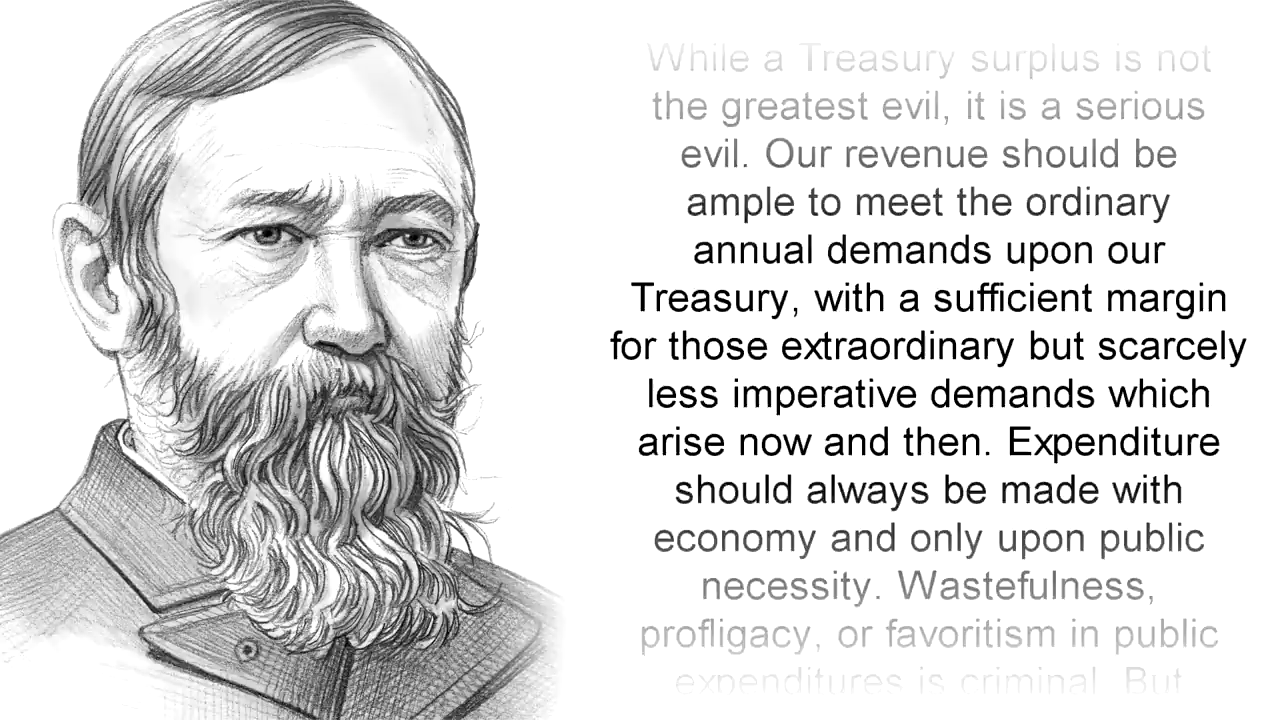 While a Treasury surplus is not
the greatest evil, it is a serious
evil. Our revenue should be
ample to meet the ordinary
annual demands upon our
Treasury, with a sufficient margin
for those extraordinary but scarcely
less imperative demands which
arise now and then. Expenditure
should always be made with
economy and only upon public
necessity. Wastefulness,
profligacy, or favoritism in public
expenditures is criminal. But